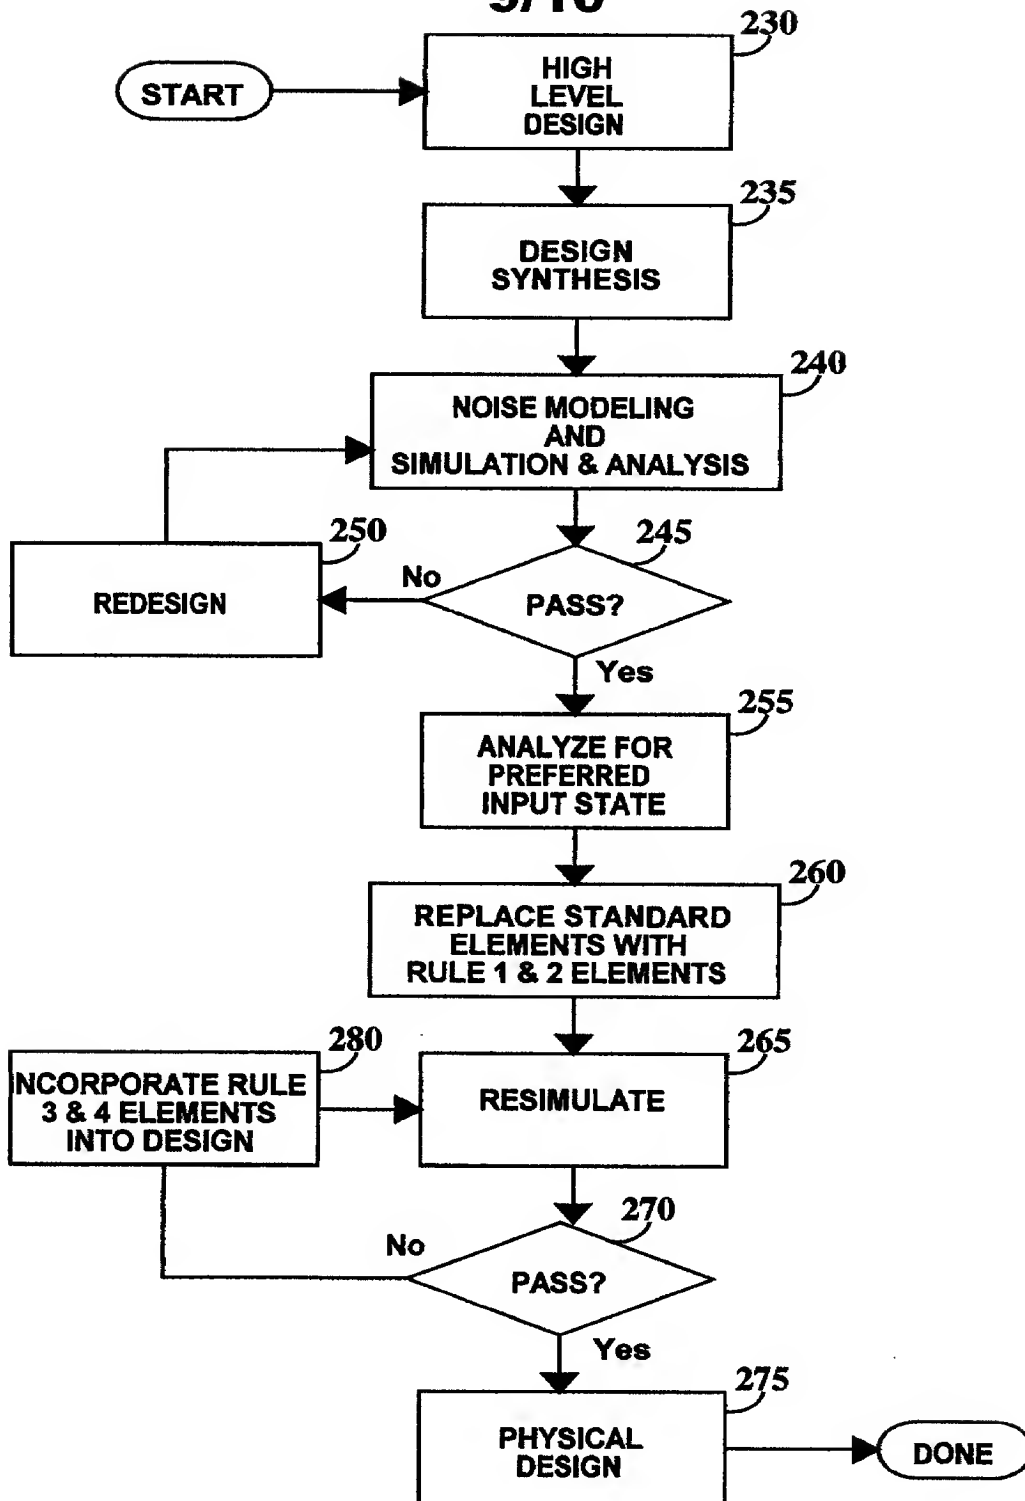 230
START
HIGH
LEVEL
DESIGN
235
DESIGN
SYNTHESIS
240
NOISE MODELING
AND
SIMULATION & ANALYSIS
250
245
No
REDESIGN
PASS?
Yes
255
ANALYZE FOR
PREFERRED
INPUT STATE
260
REPLACE STANDARD
ELEMENTS WITH
RULE 1 & 2 ELEMENTS
280
265
INCORPORATE RULE
3 & 4 ELEMENTS
INTO DESIGN
RESIMULATE
270
No
PASS?
Yes
275
PHYSICAL
DESIGN
DONE